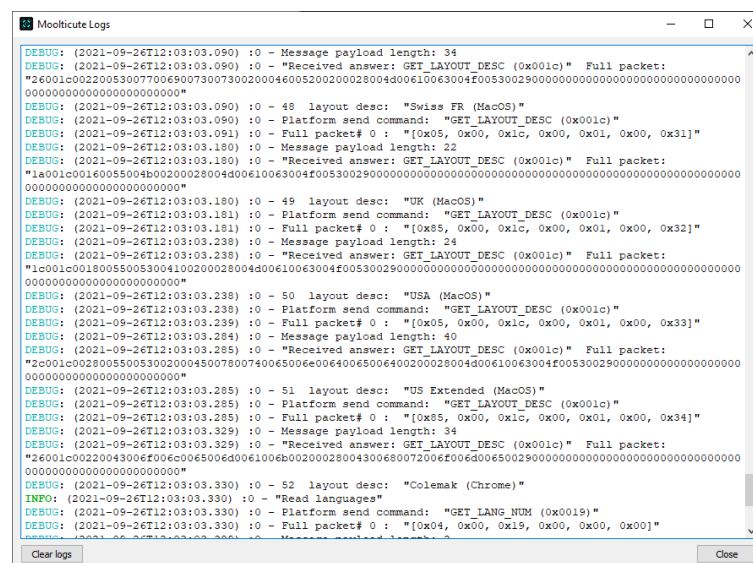 Moolticute Logs
DEBUG: (2021-09-26T12:03:03.090) :0 - Message payload length: 34
DEBUG: (2021-09-26T12:03:03.090) :0 - "Received answer: GET_LAYOUT_DESC (0x001c)" Full packet:
DEBUG: (2021-09-26T12:03:03.090) :0 - 48 layout desc: "Swiss FR (MacOS)"
DEBUG: (2021-09-26T12:03:03.090) :0 - Platform send command: "GET_LAYOUT_DESC (0x001c)"
DEBUG: (2021-09-26T12:03:03.091) :0 - Full packet# 0 : "[0x05, 0x00, 0x1c, 0x00, 0x01, 0x00, 0x31]"
DEBUG: (2021-09-26T12:03:03.180) :0 - Message payload length: 22
DEBUG: (2021-09-26T12:03:03.180) :0 - "Received answer: GET_LAYOUT_DESC (0x001c)" Full packet:
DEBUG: (2021-09-26T12:03:03.180) :0 - 49 layout desc: "UK (MacOS)"
DEBUG: (2021-09-26T12:03:03.181) :0 - Platform send command: "GET_LAYOUT_DESC (0x001c)"
DEBUG: (2021-09-26T12:03:03.181) :0 - Full packet# 0 : "[0x85, 0x00, 0x1c, 0x00, 0x01, 0x00, 0x32]"
DEBUG: (2021-09-26T12:03:03.238) :0 - Message payload length: 24
DEBUG: (2021-09-26T12:03:03.238) :0 - "Received answer: GET_LAYOUT_DESC (0x001c)" Full packet:
DEBUG: (2021-09-26T12:03:03.238) :0 - 50 layout desc: "USA (MacOS)"
DEBUG: (2021-09-26T12:03:03.238) :0 - Platform send command: "GET_LAYOUT_DESC (0x001c)"
DEBUG: (2021-09-26T12:03:03.239) :0 - Full packet# 0 : "[0x05, 0x00, 0x1c, 0x00, 0x01, 0x00, 0x33]"
DEBUG: (2021-09-26T12:03:03.284) :0 - Message payload length: 40
DEBUG: (2021-09-26T12:03:03.285) :0 - "Received answer: GET_LAYOUT_DESC (0x001c)" Full packet:
DEBUG: (2021-09-26T12:03:03.285) :0 - 51 layout desc: "US Extended (MacOS)"
DEBUG: (2021-09-26T12:03:03.285) :0 - Platform send command: "GET_LAYOUT_DESC (0x001c)"
DEBUG: (2021-09-26T12:03:03.285) :0 - Full packet# 0 : "[0x85, 0x00, 0x1c, 0x00, 0x01, 0x00, 0x34]"
DEBUG: (2021-09-26T12:03:03.329) :0 - Message payload length: 34
DEBUG: (2021-09-26T12:03:03.329) :0 - "Received answer: GET_LAYOUT_DESC (0x001c)" Full packet:
DEBUG: (2021-09-26T12:03:03.330) :0 - 52 layout desc: "Colemak (Chrome)"
INFO: (2021-09-26T12:03:03.330) :0 - "Read languages"
DEBUG: (2021-09-26T12:03:03.330) :0 - Platform send command: "GET_LANG_NUM (0x0019)"
DEBUG: (2021-09-26T12:03:03.330) :0 - Full packet# 0 : "[0x04, 0x00, 0x19, 0x00, 0x00, 0x00]"
Clear logs
Close